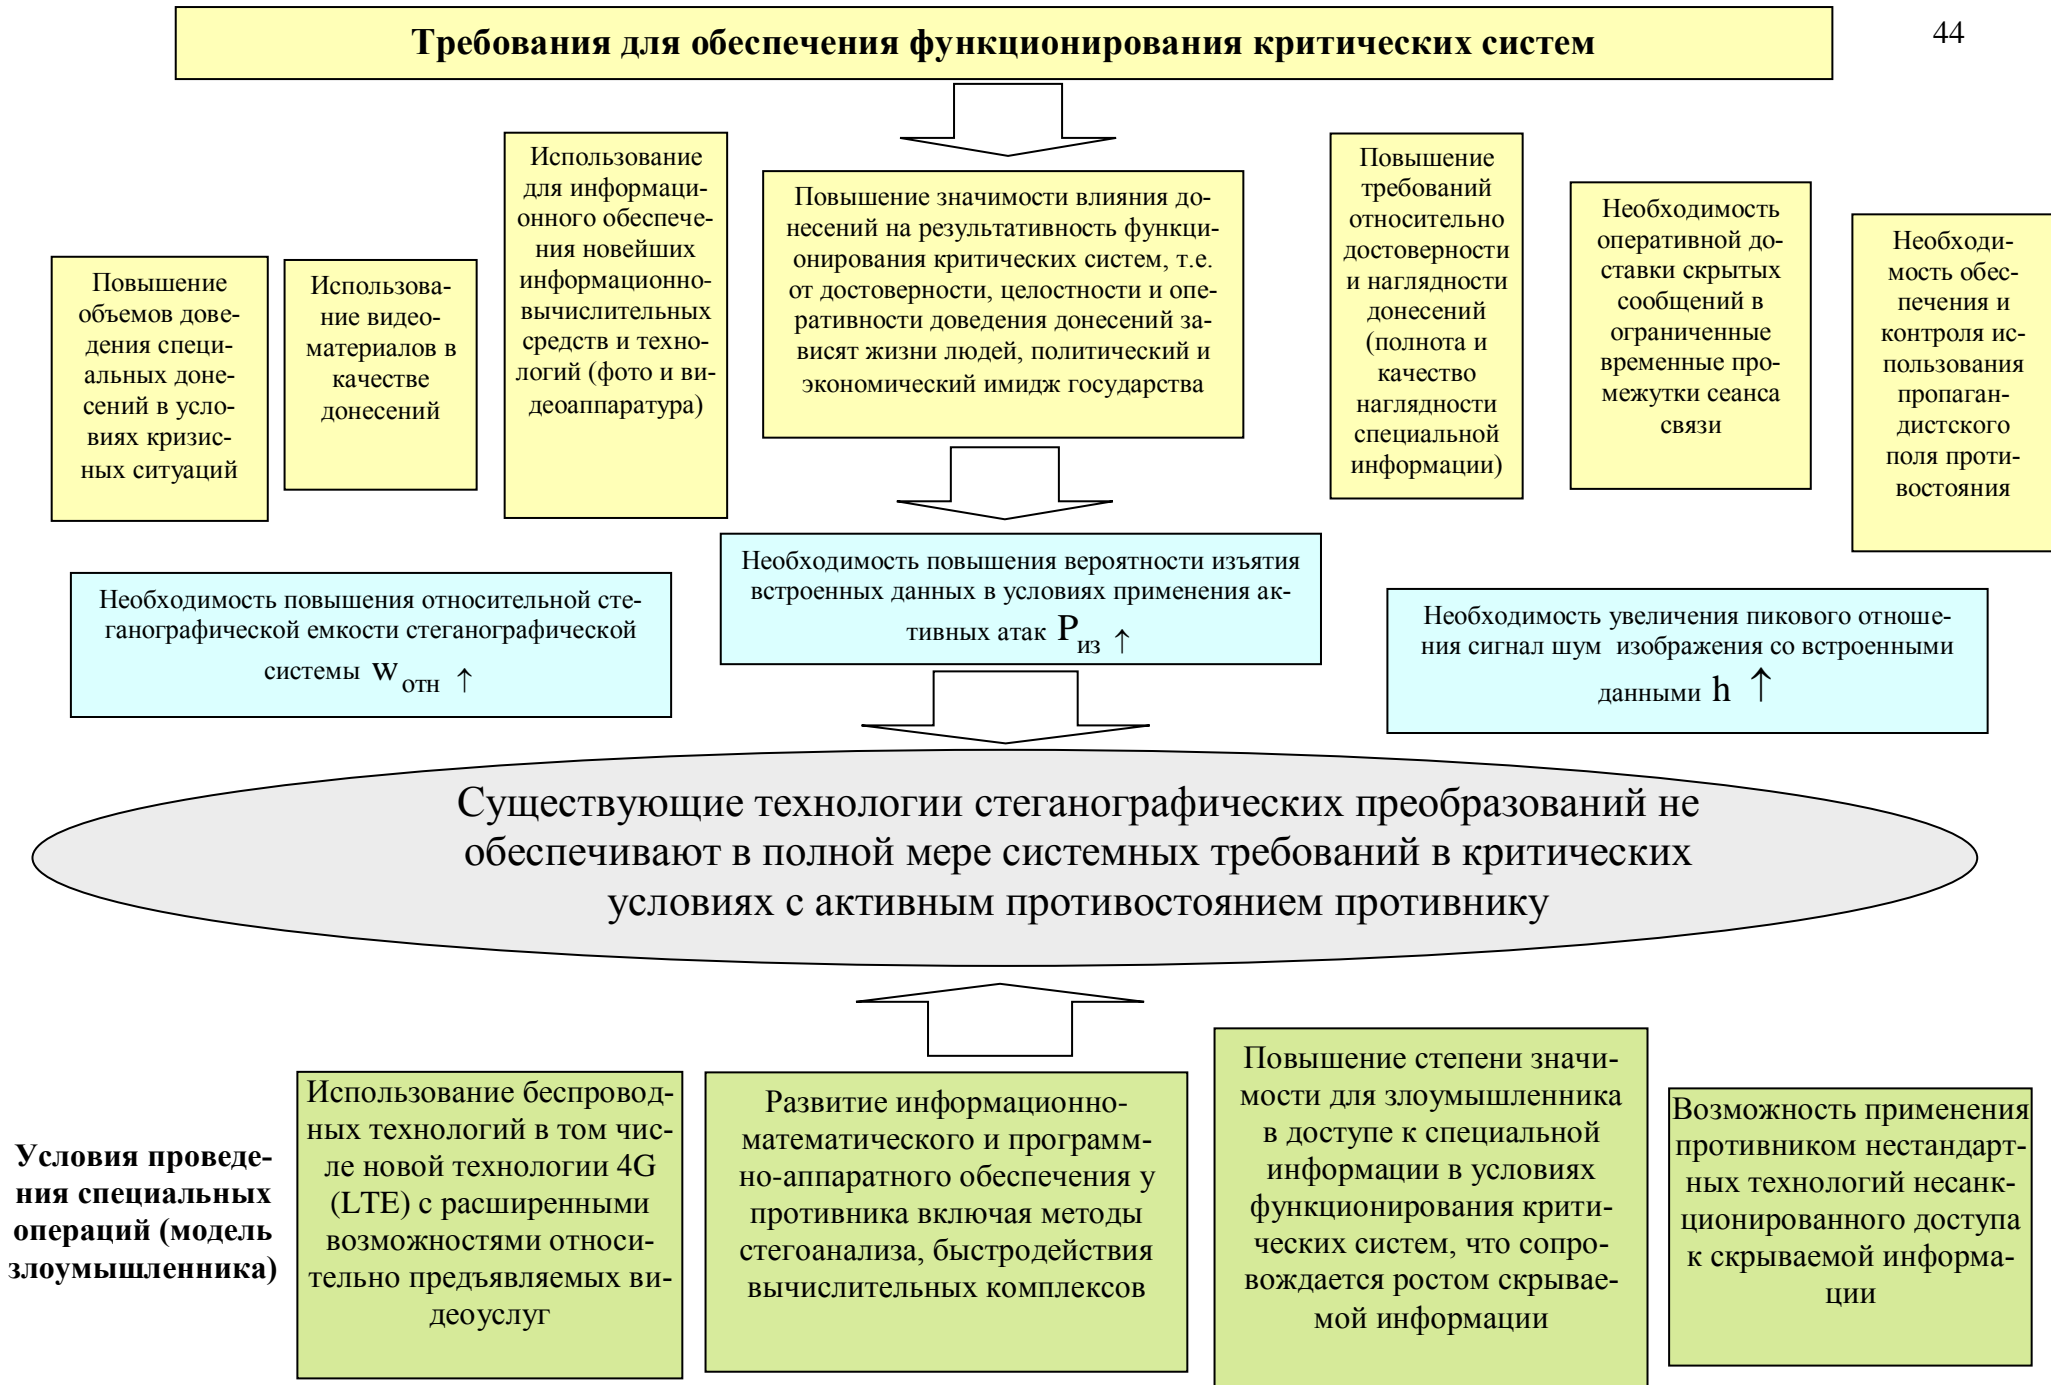 Требования для обеспечения функционирования критических систем
44
Повышение
объемов дове-
дения специ-
альных доне-
сений в усло-
виях кризис-
ных ситуаций
Использова-
ние видео-
материалов в
качестве
донесений
Использование
для информаци-
онного обеспече-
ния новейших
информационно-
вычислительных
средств и техно-
логий (фото и ви-
деоаппаратура)
Повышение значимости влияния до-
несений на результативность функци-
онирования критических систем, т.е.
от достоверности, целостности и опе-
ративности доведения донесений за-
висят жизни людей, политический и
экономический имидж государства
Повышение
требований
относительно
достоверности
и наглядности
донесений
(полнота и
качество
наглядности
специальной
информации)
Необходимость
оперативной до-
ставки скрытых
сообщений в
ограниченные
временные про-
межутки сеанса
связи
Необходи-
мость обес-
печения и
контроля ис-
пользования
пропаган-
дистского
поля проти-
востояния
Необходимость повышения относительной сте-
ганографической емкости стеганографической
системы w отн ↑
Необходимость повышения вероятности изъятия
встроенных данных в условиях применения ак-
тивных атак P из ↑
Необходимость увеличения пикового отноше-
ния сигнал шум изображения со встроенными
данными h ↑
Существующие технологии стеганографических преобразований не
обеспечивают в полной мере системных требований в критических
условиях с активным противостоянием противнику
Условия проведе-
ния специальных
операций (модель
злоумышленника)
Использование беспровод-
ных технологий в том чис-
ле новой технологии 4G
(LTE) с расширенными
возможностями относи-
тельно предъявляемых ви-
деоуслуг
Развитие информационно-
математического и программ-
но-аппаратного обеспечения у
противника включая методы
стегоанализа, быстродействия
вычислительных комплексов
Повышение степени значи-
мости для злоумышленника
в доступе к специальной
информации в условиях
функционирования крити-
ческих систем, что сопро-
вождается ростом скрывае-
мой информации
Возможность применения
противником нестандарт-
ных технологий несанк-
ционированного доступа
к скрываемой информа-
ции